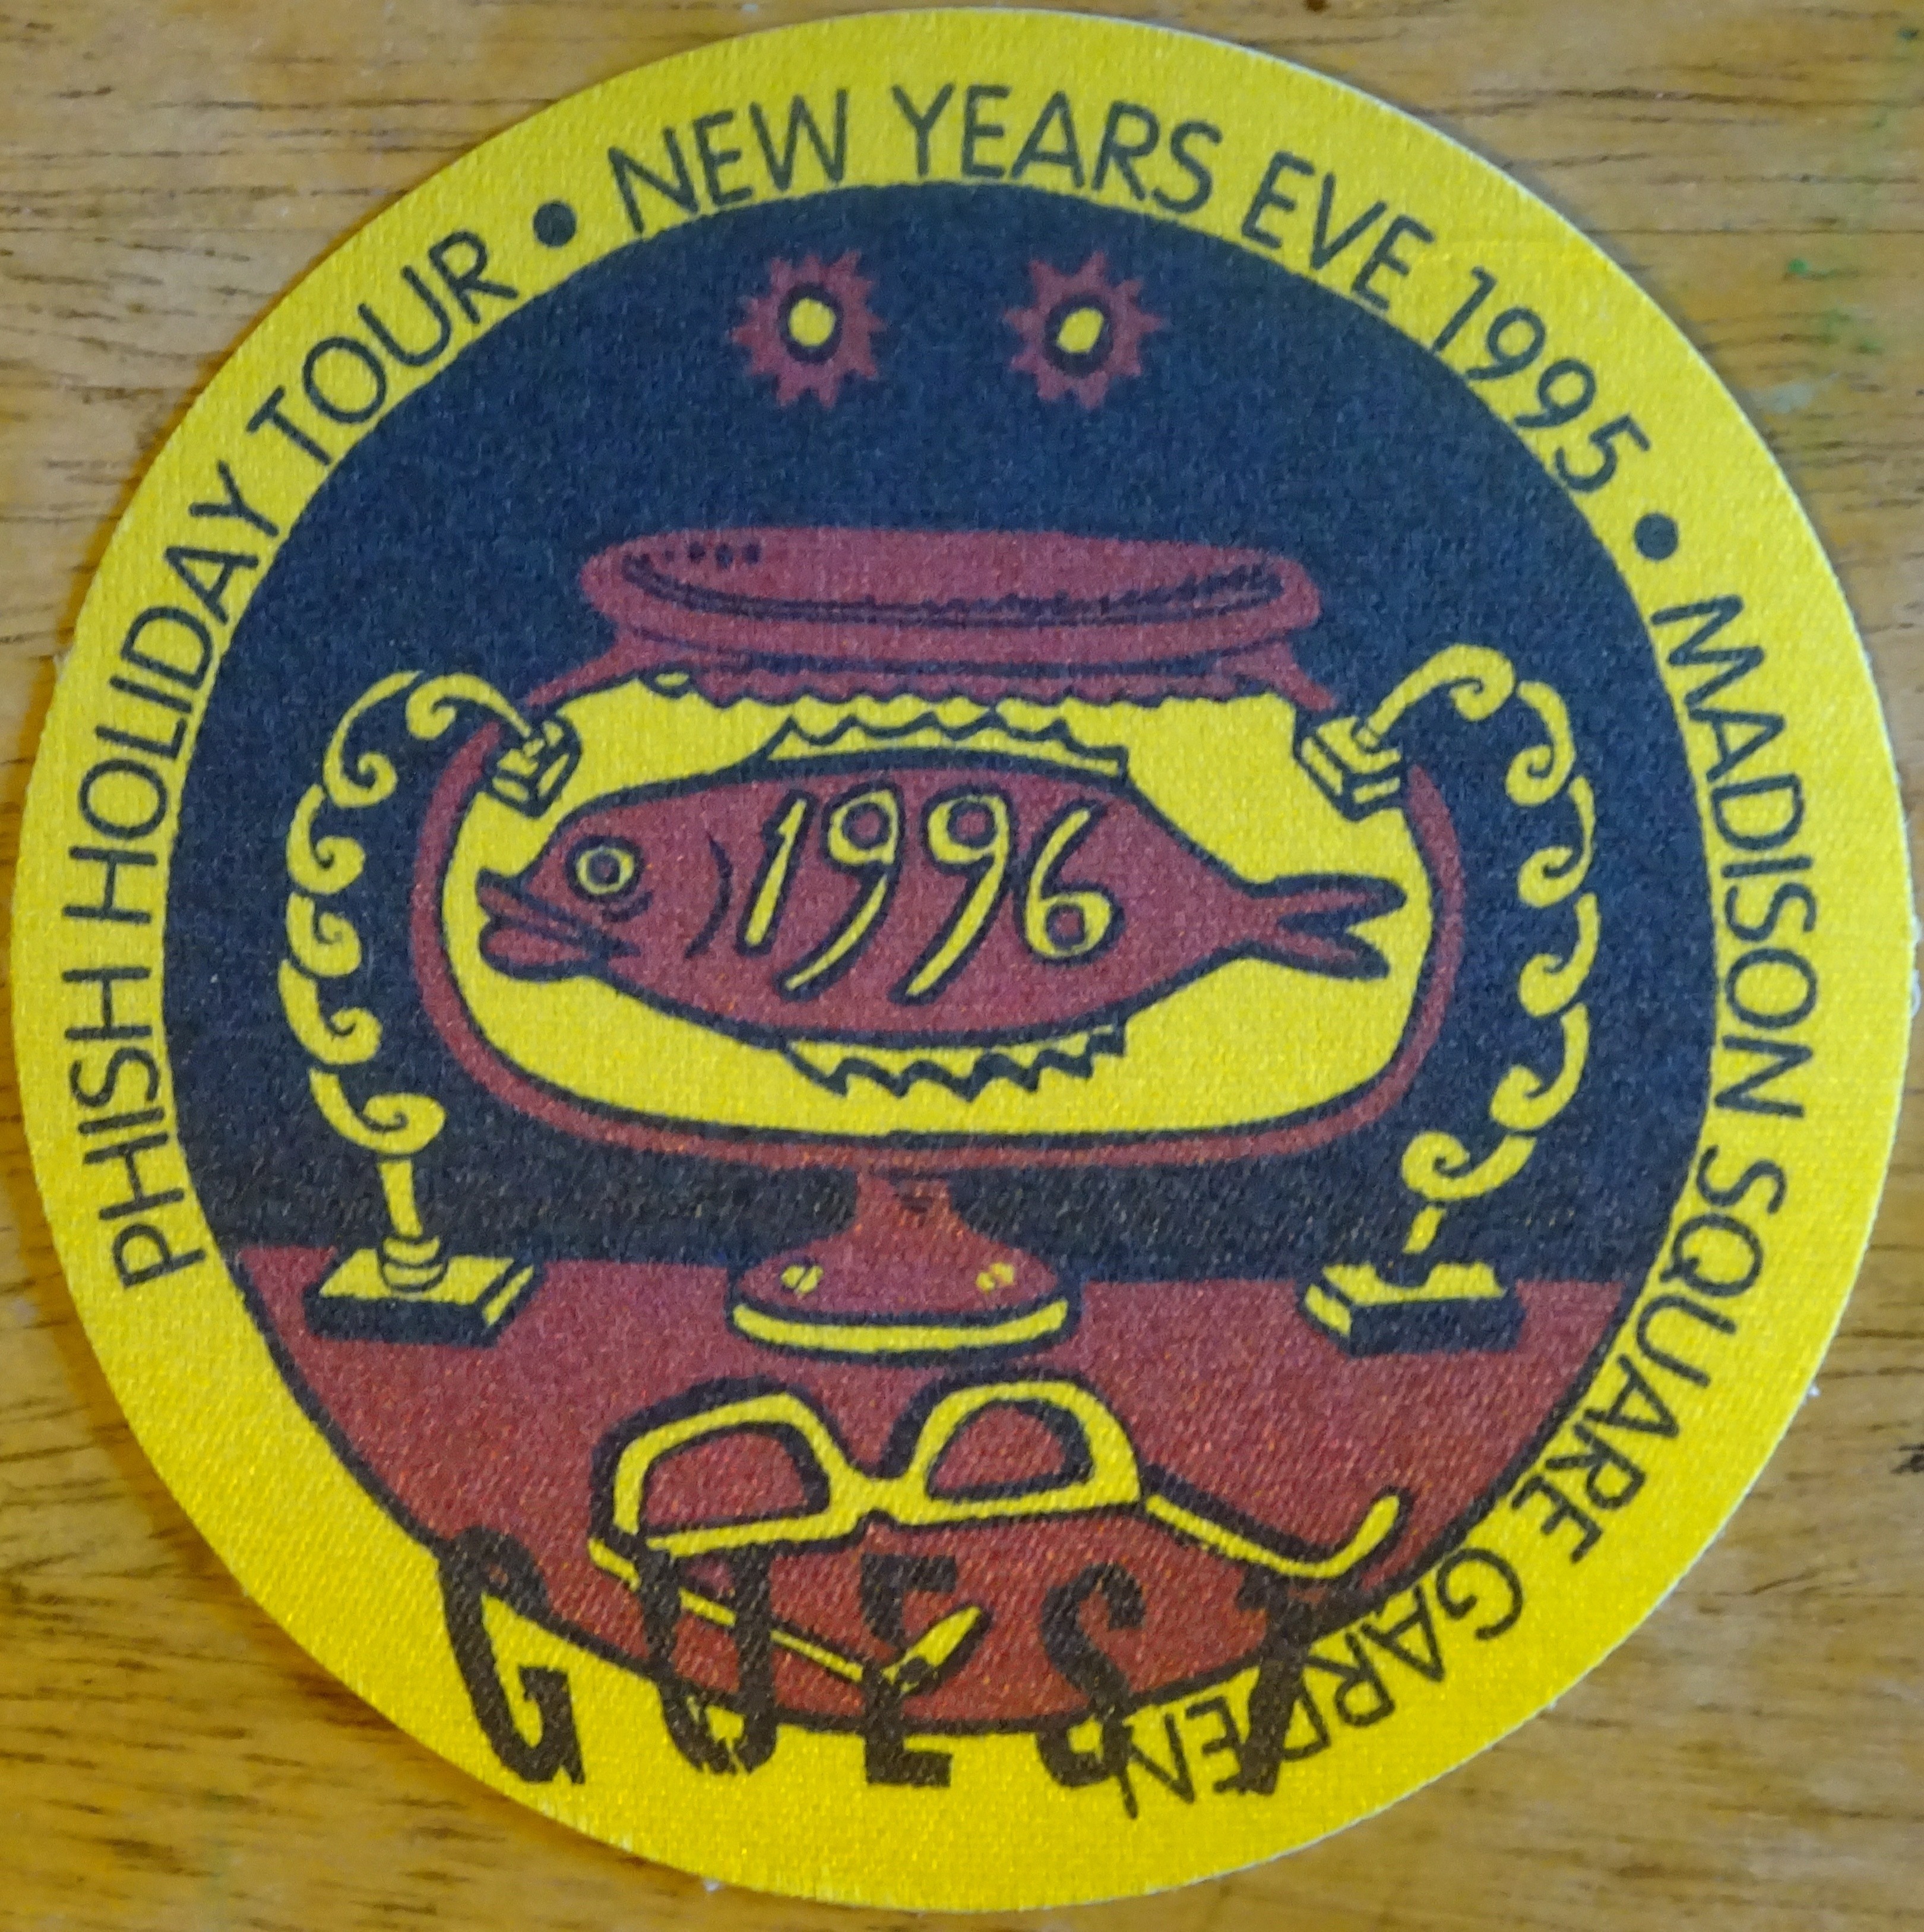 PHISH HOLIDAY TOUR • NEW YEARS EVE 1995 • MADISON SQUARE GARDEN
1996
GUEST